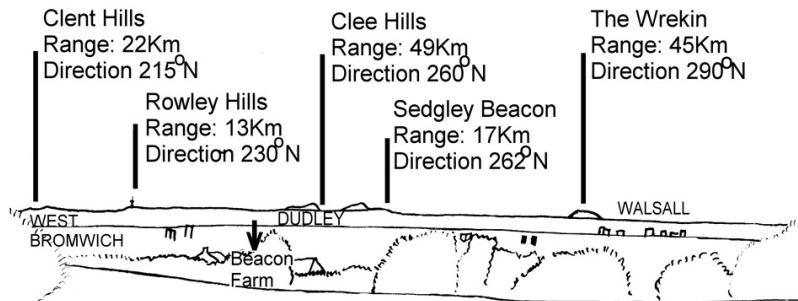 Clent Hills
Range: 22Km
Direction 215°N
Rowley Hills
Range: 13Km
Direction 230°N
Clee Hills
Range: 49Km
Direction 260°N
Sedgley Beacon
Range: 17Km
Direction 262°N
The Wrekin
Range: 45Km
Direction 290°N
WEST
BROMWICH
DUDLEY
WALSALL
Beacon
Farm